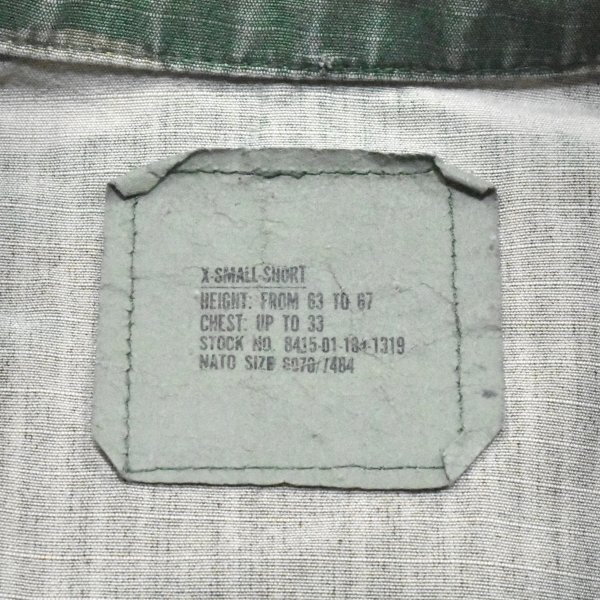 X-SMALL-SHORT
HEIGHT: FROM 63 TO 67
CHEST: UP TO 33
STOCK NO. 8415-01-184-1319
NATO SIZE 6070/7484